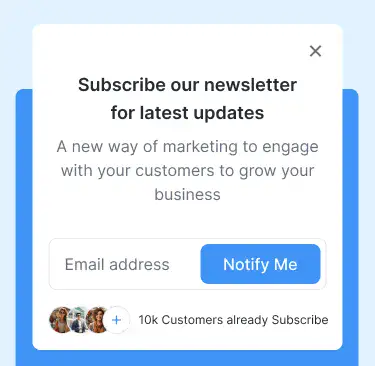 Subscribe our newsletter
for latest updates
A new way of marketing to engage
with your customers to grow your
business
Email address
Notify Me
10k Customers already Subscribe